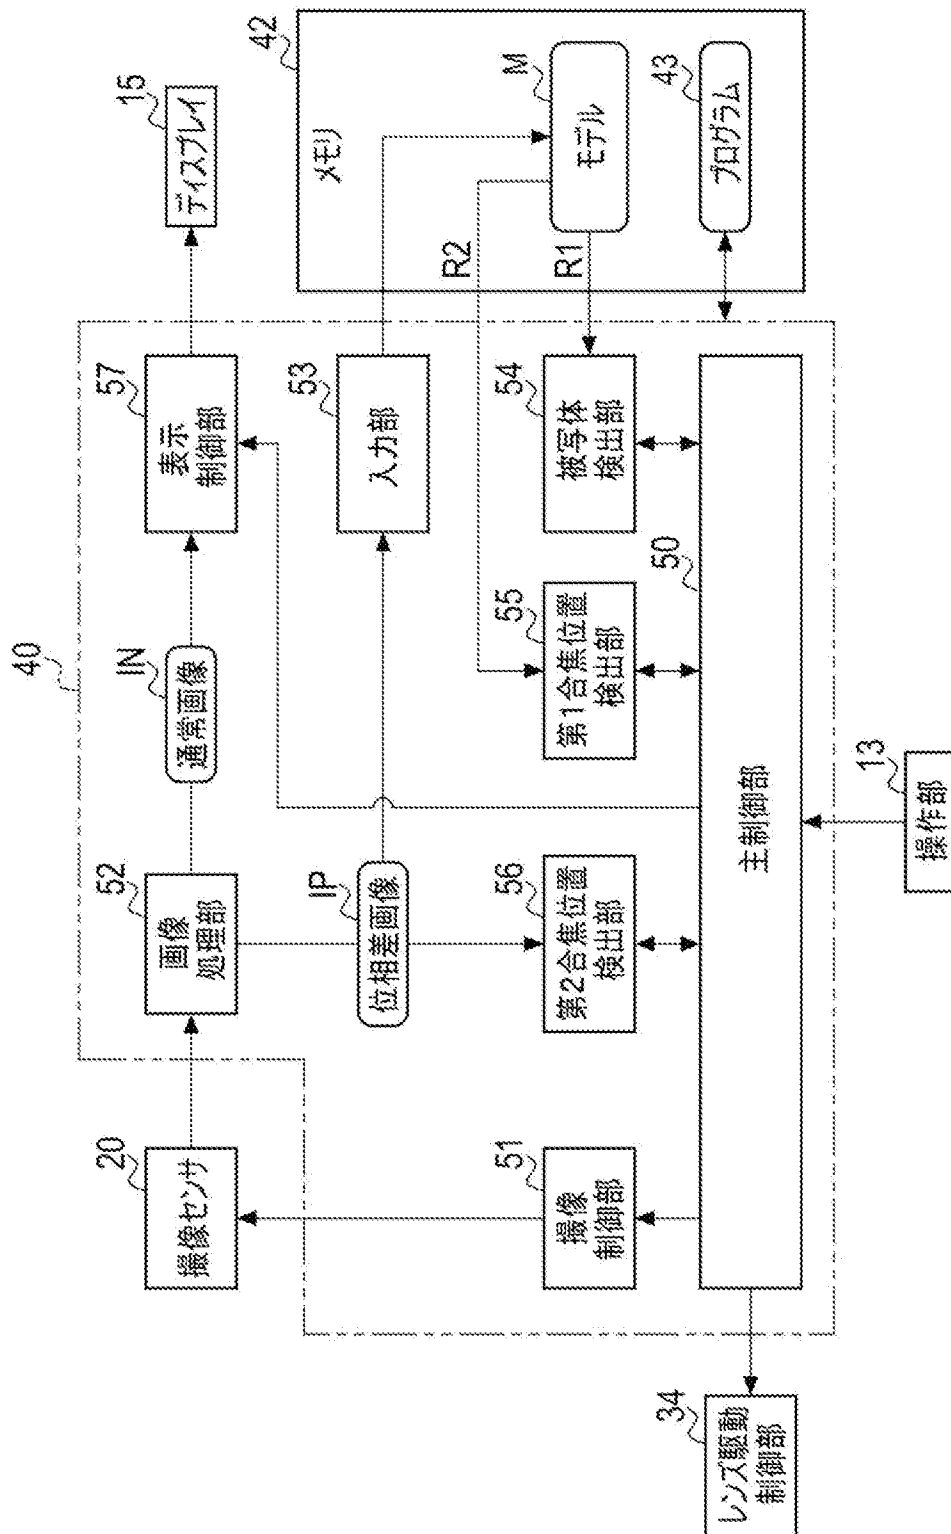 40
20
撮像センサ
52
画像
処理部
IN
通常画像
57
表示
制御部
15
ディスプレイ
IP
位相差画像
53
入力部
42
メモリ
R2
R1
M
モデル
43
プログラム
51
撮像
制御部
56
第2合焦位置
検出部
55
第1合焦位置
検出部
54
被写体
検出部
50
主制御部
34
レンズ駆動
制御部
13
操作部